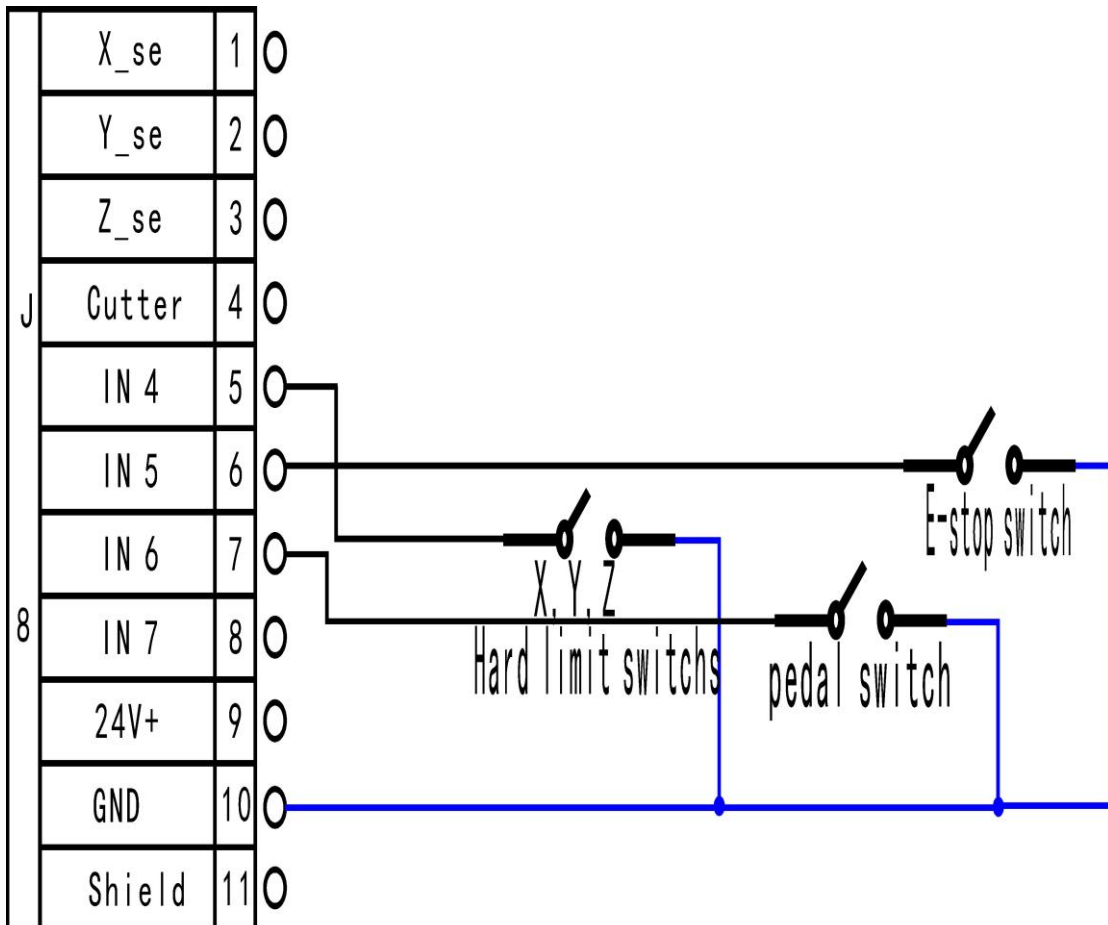 J8
X_se 1
Y_se 2
Z_se 3
Cutter 4
IN 4 5
IN 5 6
IN 6 7
IN 7 8
24V+ 9
GND 10
Shield 11
E-stop switch
X, Y, Z
Hard limit switchs
pedal switch